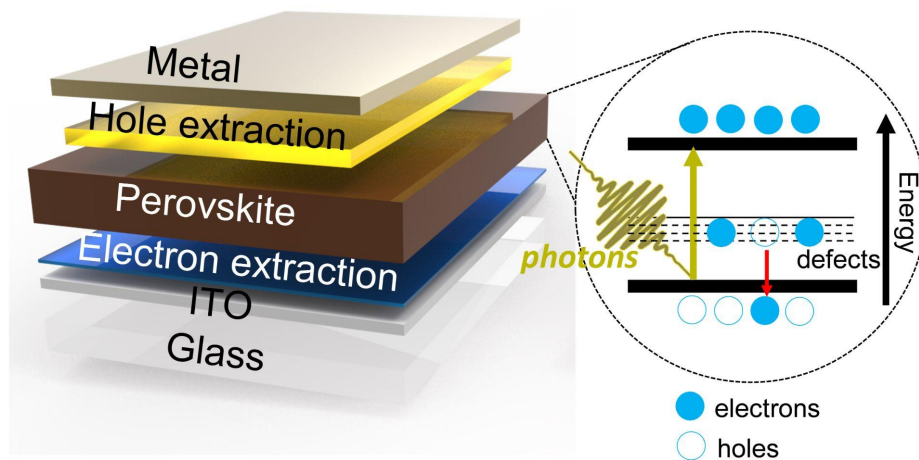 Metal
Hole extraction
Perovskite
Electron extraction
ITO
Glass
photons
defects
Energy
electrons
holes